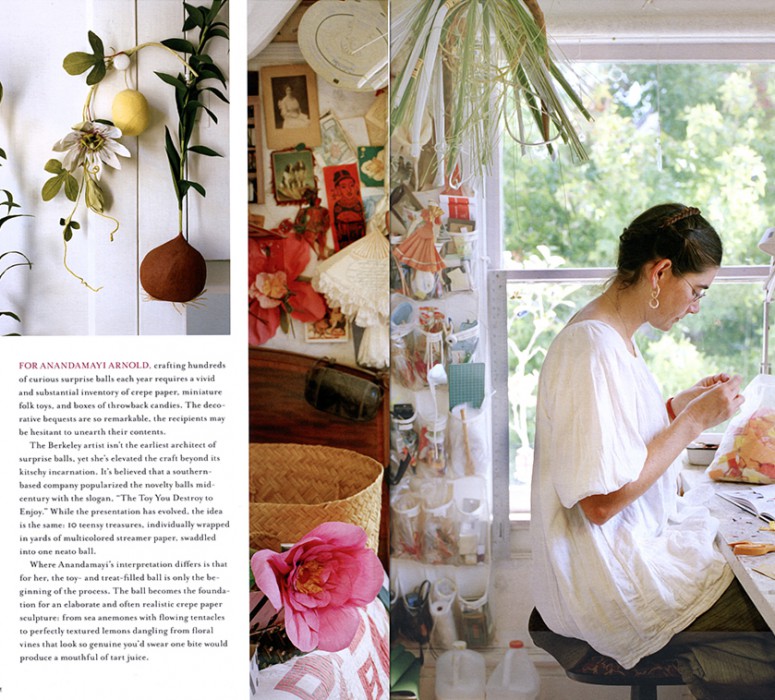 FOR ANANDAMAYI ARNOLD, crafting hundreds
of curious surprise balls each year requires a vivid
and substantial inventory of crepe paper, miniature
folk toys, and boxes of throwback candies. The deco-
rative bequests are so remarkable, the recipients may
be hesitant to unearth their contents.
The Berkeley artist isn't the earliest architect of
surprise balls, yet she's elevated the craft beyond its
kitschy incarnation. It's believed that a southern-
based company popularized the novelty balls mid-
century with the slogan, "The Toy You Destroy to
Enjoy." While the presentation has evolved, the idea
is the same: 10 teensy treasures, individually wrapped
in yards of multicolored streamer paper, swaddled
into one neato ball.
Where Anandamayi's interpretation differs is that
for her, the toy- and treat-filled ball is only the be-
ginning of the process. The ball becomes the founda-
tion for an elaborate and often realistic crepe paper
sculpture: from sea anemones with flowing tentacles
to perfectly textured lemons dangling from floral
vines that look so genuine you'd swear one bite would
produce a mouthful of tart juice.